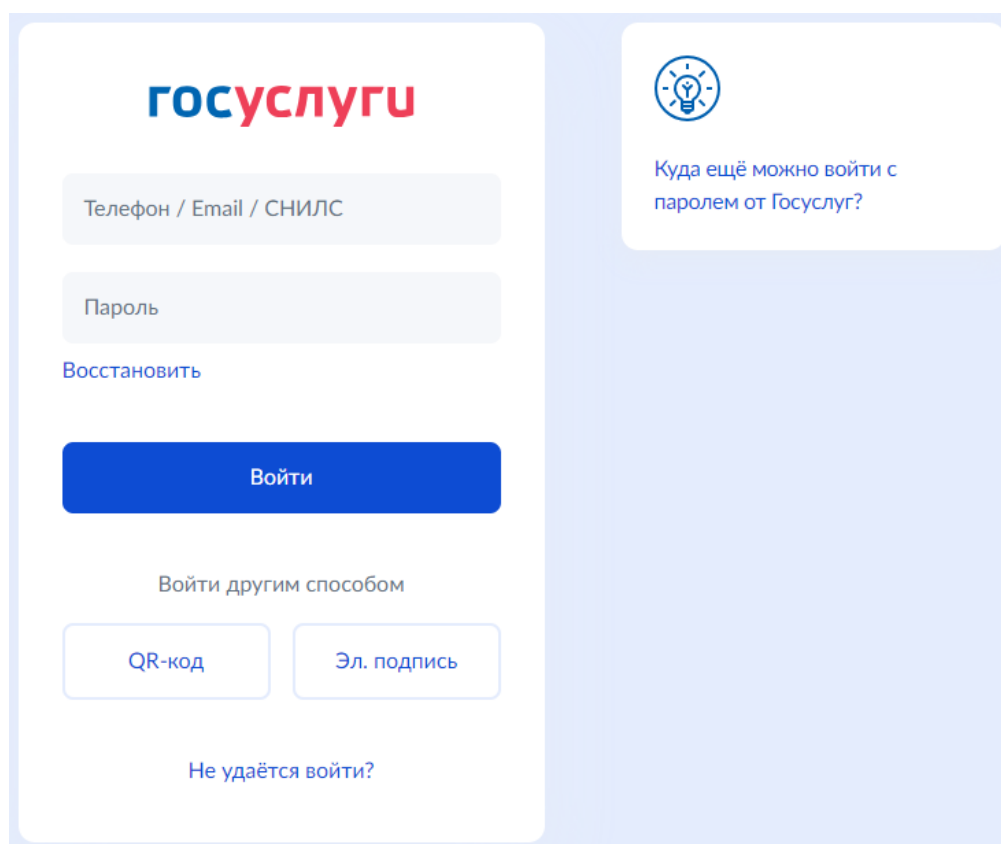 госуслуги
Телефон / Email / СНИЛС
Пароль
Восстановить
Войти
Войти другим способом
QR-код
Эл. подпись
Не удаётся войти?
Куда ещё можно войти с
паролем от Госуслуг?